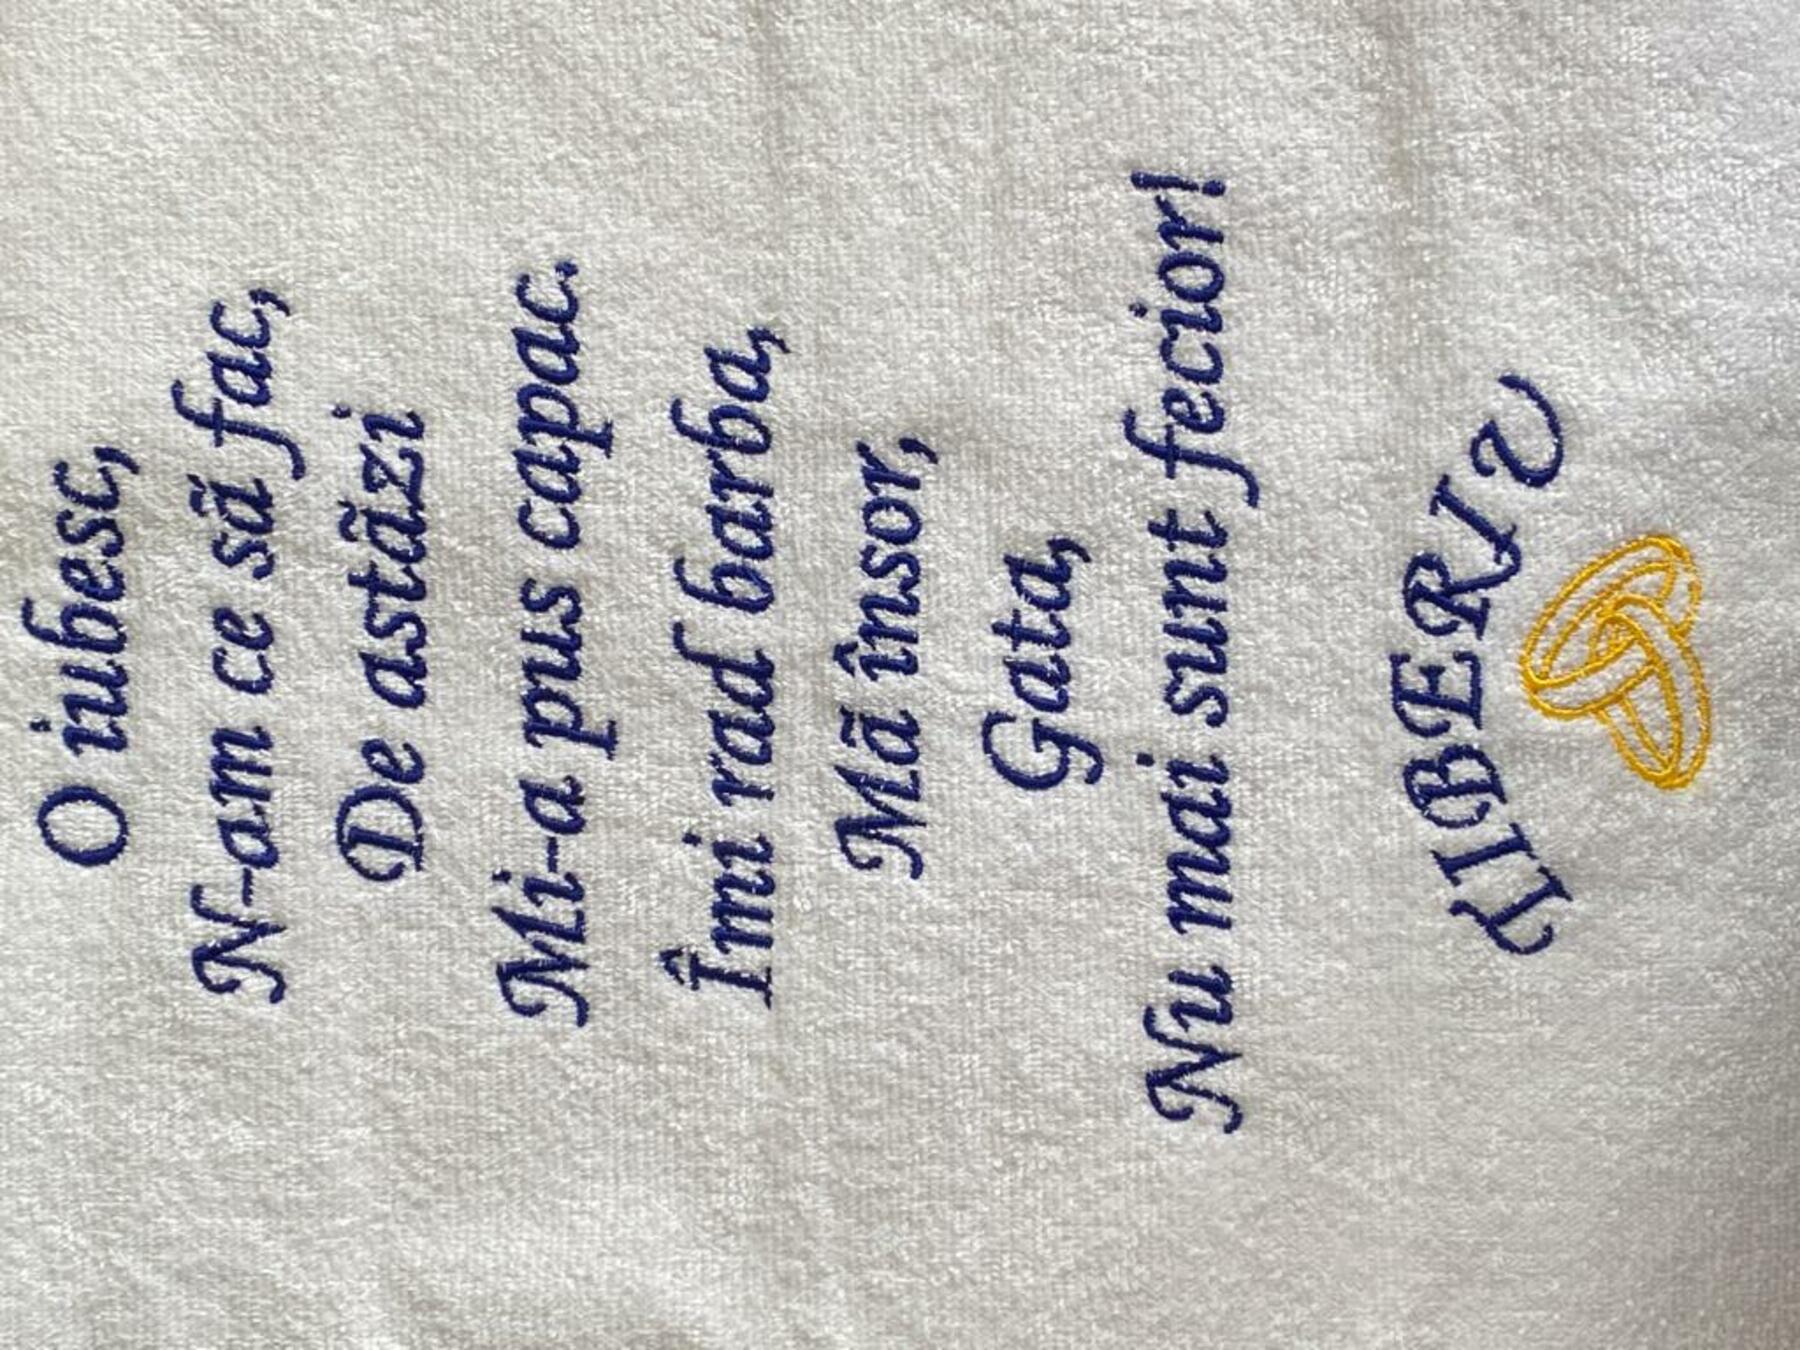 O iubesc,
N-am ce să fac,
De astăzi
Mi-a pus capac.
Îmi rad barba,
Mă însor,
Gata,
Nu mai sunt fecior!
TIBERIU